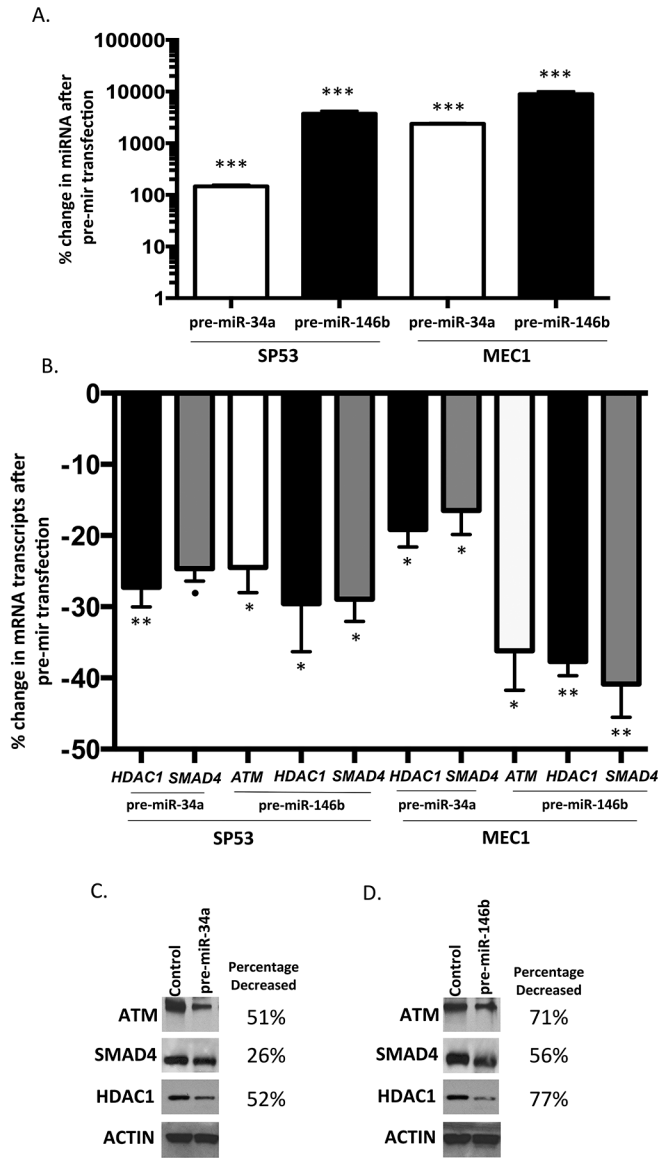 A.
% change in miRNA after
pre-mir transfection
100000
10000
1000
100
10
1
***
***
***
***
pre-miR-34a pre-miR-146b pre-miR-34a pre-miR-146b
SP53 MEC1
B.
% change in mRNA transcripts after
pre-mir transfection
0
-10
-20
-30
-40
-50
**
•
*
*
*
*
*
*
**
**
HDAC1 SMAD4 ATM HDAC1 SMAD4 HDAC1 SMAD4 ATM HDAC1 SMAD4
pre-miR-34a pre-miR-146b pre-miR-34a pre-miR-146b
SP53 MEC1
C.
Control
pre-miR-34a
Percentage
Decreased
ATM 51%
SMAD4 26%
HDAC1 52%
ACTIN
D.
Control
pre-miR-146b
Percentage
Decreased
ATM 71%
SMAD4 56%
HDAC1 77%
ACTIN